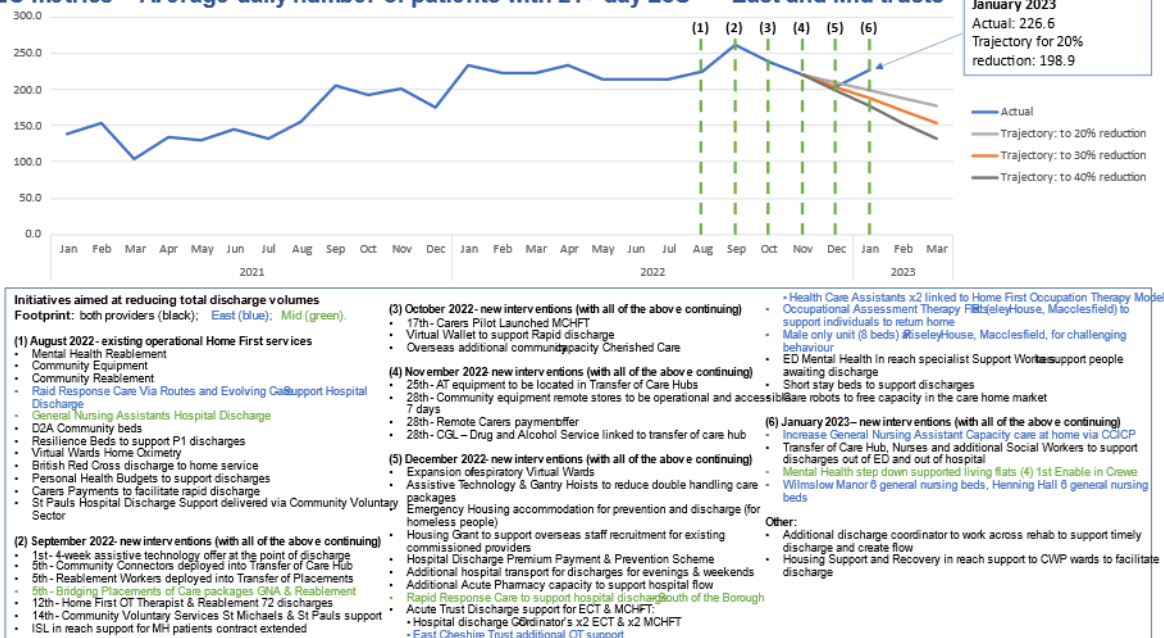 Average daily number of patients with 21+ day LOS East and Mid trusts
January 2023
Actual: 226.6
Trajectory for 20%
reduction: 198.9
300.0
250.0
200.0
150.0
100.0
50.0
0.0
(1) (2) (3) (4) (5) (6)
Actual
Trajectory: to 20% reduction
Trajectory: to 30% reduction
Trajectory: to 40% reduction
Jan Feb Mar Apr May Jun Jul Aug Sep Oct Nov Dec Jan Feb Mar Apr May Jun Jul Aug Sep Oct Nov Dec Jan Feb Mar
2021 2022 2023
Initiatives aimed at reducing total discharge volumes
Footprint: both providers (black); East (blue); Mid (green).
(1) August 2022- existing operational Home First services
• Mental Health Reablement
• Community Equipment
• Community Reablement
• Raid Response Care Via Routes and Evolving Support Hospital
Discharge
• General Nursing Assistants Hospital Discharge
• D2A Community beds
• Resilience Beds to support P1 discharges
• Virtual Wards Home Oximetry
• British Red Cross discharge to home service
• Personal Health Budgets to support discharges
• Carers Payments to facilitate rapid discharge
• St Pauls Hospital Discharge Support delivered via Community Voluntary
Sector
(2) September 2022- new interventions (with all of the above continuing)
• 1st- 4-week assistive technology offer at the point of discharge
• 5th- Community Connectors deployed into Transfer of Care Hub
• 5th- Reablement Workers deployed into Transfer of Placements
• 5th- Bridging Placements of Care packages GNA & Reablement
• 12th- Home First OT Therapist & Reablement 72 discharges
• 14th- Community Voluntary Services St Michaels & St Pauls support
• ISL in reach support for MH patients contract extended
(3) October 2022- new interventions (with all of the above continuing)
• 17th- Carers Pilot Launched MCHFT
• Virtual Wallet to support Rapid discharge
• Overseas additional community capacity Cherished Care
(4) November 2022- new interventions (with all of the above continuing)
• 25th- AT equipment to be located in Transfer of Care Hubs
• 28th- Community equipment remote stores to be operational and accessible
7 days
• 28th- Remote Carers payment offer
• 28th- CGL – Drug and Alcohol Service linked to transfer of care hub
(5) December 2022- new interventions (with all of the above continuing)
• Expansion of respiratory Virtual Wards
• Assistive Technology & Gantry Hoists to reduce double handling care
packages
• Emergency Housing accommodation for prevention and discharge (for
homeless people)
• Housing Grant to support overseas staff recruitment for existing
commissioned providers
• Hospital Discharge Premium Payment & Prevention Scheme
• Additional hospital transport for discharges for evenings & weekends
• Additional Acute Pharmacy capacity to support hospital flow
• Rapid Response Care to support hospital discharge South of the Borough
• Acute Trust Discharge support for ECT & MCHFT:
• Hospital discharge x2 ECT & x2 MCHFT
• East Cheshire Trust additional OT support
• Health Care Assistants x2 linked to Home First Occupation Therapy Model
• Occupational Assessment Therapy House, Macclesfield) to
support individuals to return home
• Male only unit (8 beds) House, Macclesfield, for challenging
behaviour
• ED Mental Health In reach specialist Support Workers to support people
awaiting discharge
• Short stay beds to support discharges
• Care robots to free capacity in the care home market
(6) January 2023– new interventions (with all of the above continuing)
• Increase General Nursing Assistant Capacity care at home via CCICP
• Transfer of Care Hub, Nurses and additional Social Workers to support
discharges out of ED and out of hospital
• Mental Health step down supported living flats (4) 1st Enable in Crewe
• Wilmslow Manor 6 general nursing beds, Henning Hall 6 general nursing
beds
Other:
• Additional discharge coordinator to work across rehab to support timely
discharge and create flow
• Housing Support and Recovery in reach support to CWP wards to facilitate
discharge